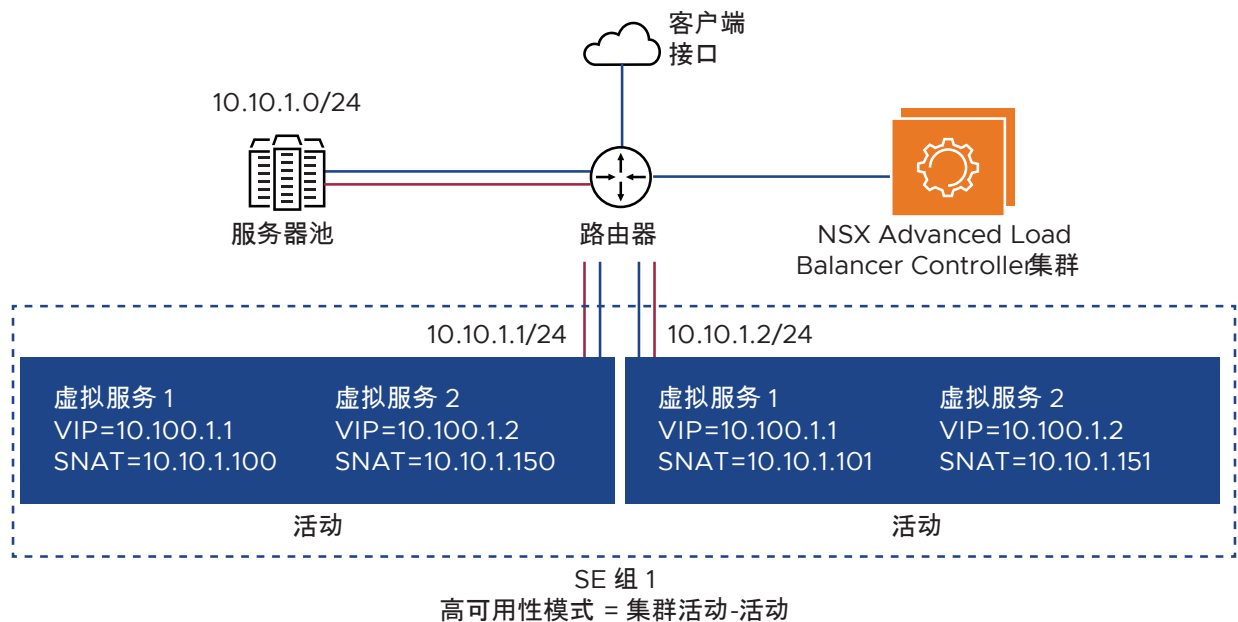 客户端
接口
10.10.1.0/24
服务器池
路由器
NSX Advanced Load
Balancer Controller集群
10.10.1.1/24
10.10.1.2/24
虚拟服务 1
VIP=10.100.1.1
SNAT=10.10.1.100
虚拟服务 2
VIP=10.100.1.2
SNAT=10.10.1.150
虚拟服务 1
VIP=10.100.1.1
SNAT=10.10.1.101
虚拟服务 2
VIP=10.100.1.2
SNAT=10.10.1.151
活动
活动
SE 组 1
高可用性模式 = 集群活动-活动